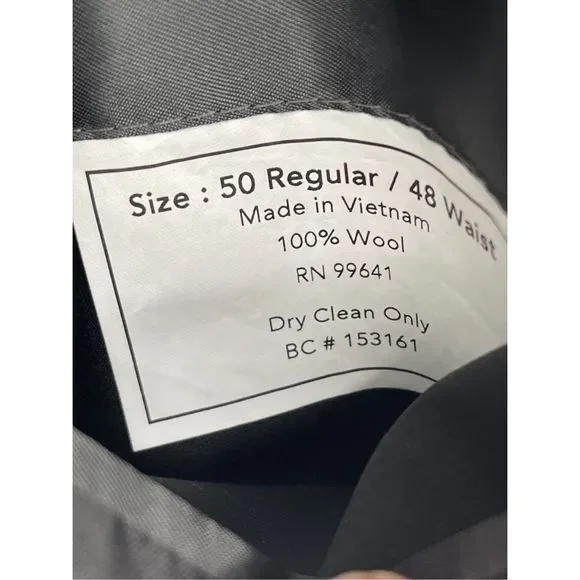 Size : 50 Regular / 48 Waist
Made in Vietnam
100% Wool
RN 99641
Dry Clean Only
BC # 153161